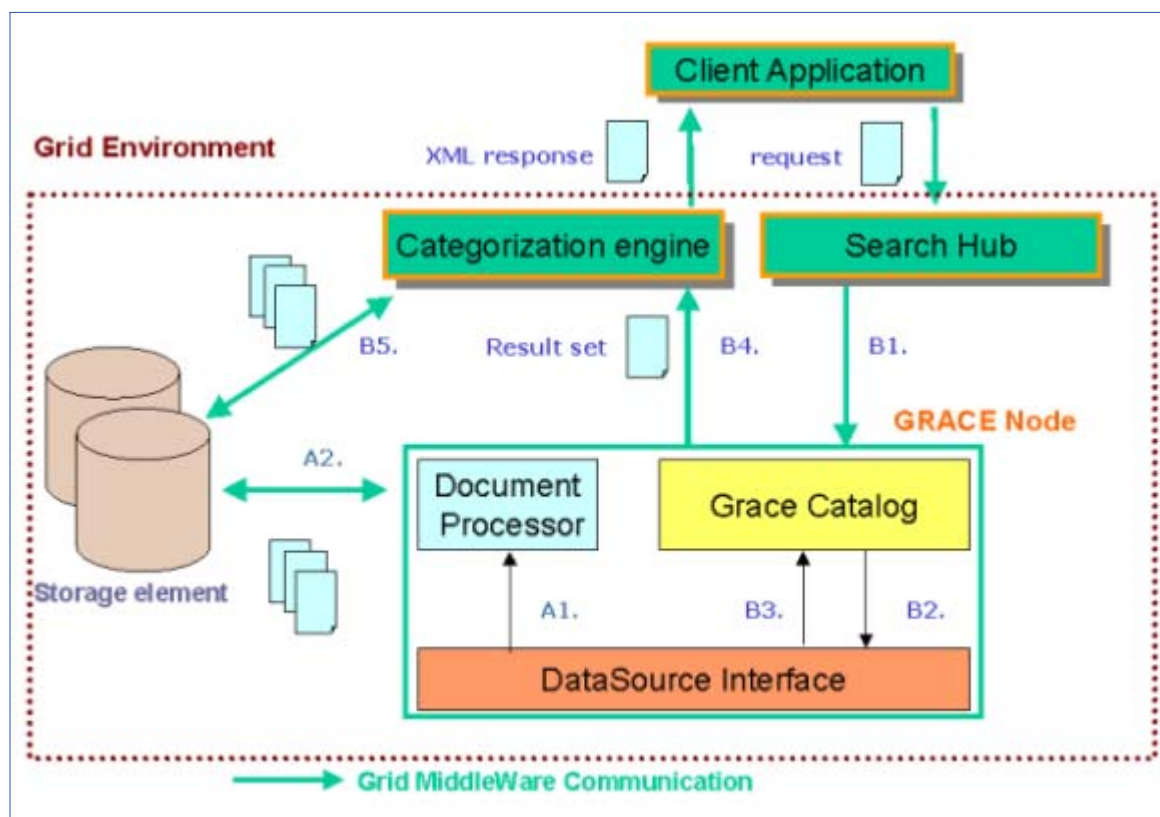 Client Application
Grid Environment
XML response
request
Categorization engine
Search Hub
B5.
Result set
B4.
B1.
GRACE Node
A2.
Document
Processor
Grace Catalog
Storage element
A1.
B3.
B2.
DataSource Interface
Grid MiddleWare Communication